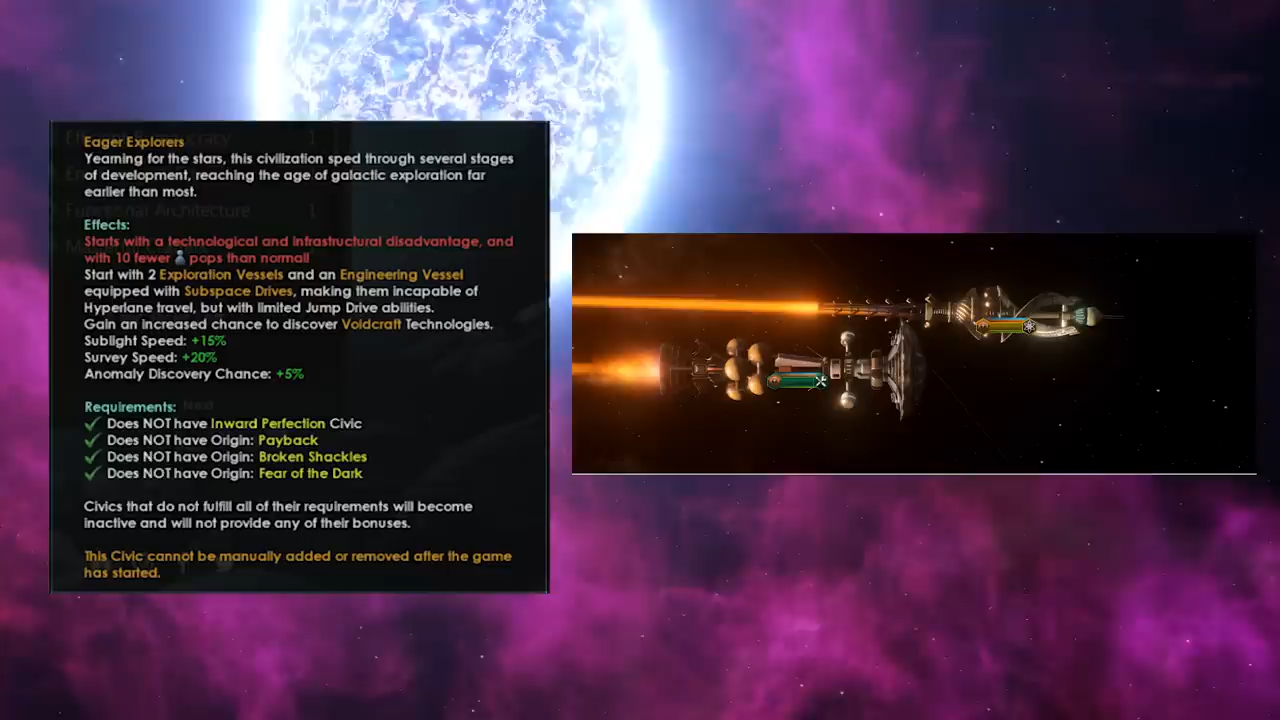 Eager Explorers
Yearning for the stars, this civilization sped through several stages
of development, reaching the age of galactic exploration far
earlier than most.
Effects:
Starts with a technological and infrastructural disadvantage, and
with 10 fewer pops than normal!
Start with 2 Exploration Vessels and an Engineering Vessel
equipped with Subspace Drives, making them incapable of
Hyperlane travel, but with limited Jump Drive abilities.
Gain an increased chance to discover Voidcraft Technologies.
Sublight Speed: +15%
Survey Speed: +20%
Anomaly Discovery Chance: +5%
Requirements:
Does NOT have Inward Perfection Civic
Does NOT have Origin: Payback
Does NOT have Origin: Broken Shackles
Does NOT have Origin: Fear of the Dark
Civics that do not fulfill all of their requirements will become
inactive and will not provide any of their bonuses.
This Civic cannot be manually added or removed after the game
has started.